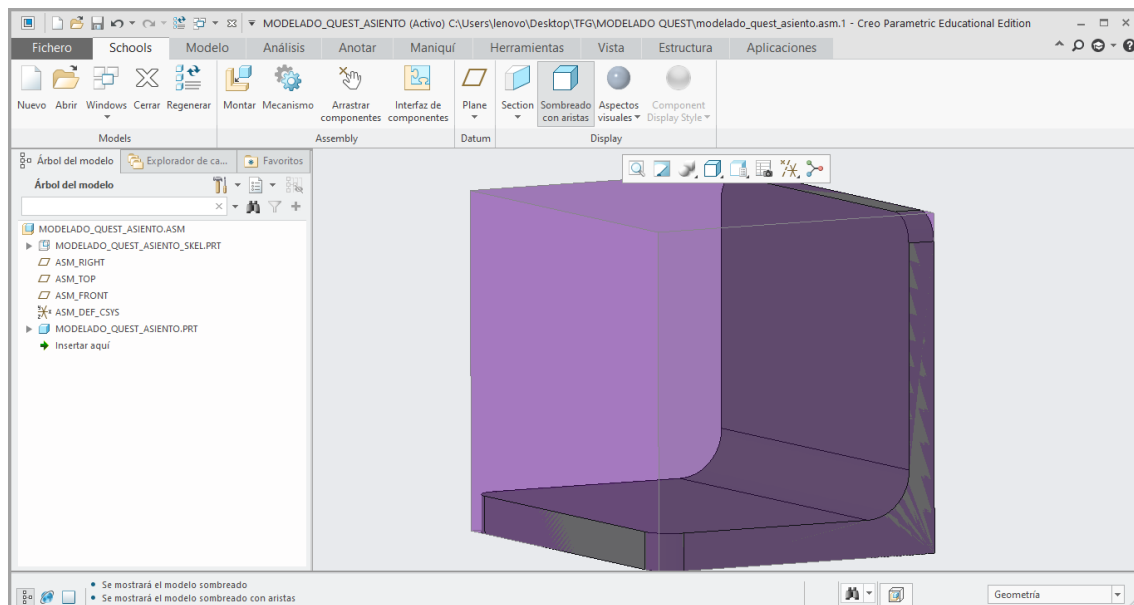 MODELADO_QUEST_ASIENTO (Activo) C:\Users\lenovo\Desktop\TFG\MODELADO QUEST\modelado_quest_asiento.asm.1 - Creo Parametric Educational Edition
Fichero Schools Modelo Análisis Anotar Maniquí Herramientas Vista Estructura Aplicaciones
Nuevo Abrir Windows Cerrar Regenerar Montar Mecanismo Arrastrar componentes Interfaz de componentes Plane Section Sombreado con aristas Aspectos visuales Component Display Style
Models Assembly Datum Display
Árbol del modelo Explorador de ca... Favoritos
Árbol del modelo
MODELADO_QUEST_ASIENTO.ASM
MODELADO_QUEST_ASIENTO_SKEL.PRT
ASM_RIGHT
ASM_TOP
ASM_FRONT
ASM_DEF_CSYS
MODELADO_QUEST_ASIENTO.PRT
Insertar aquí
Se mostrará el modelo sombreado
Se mostrará el modelo sombreado con aristas
Geometría